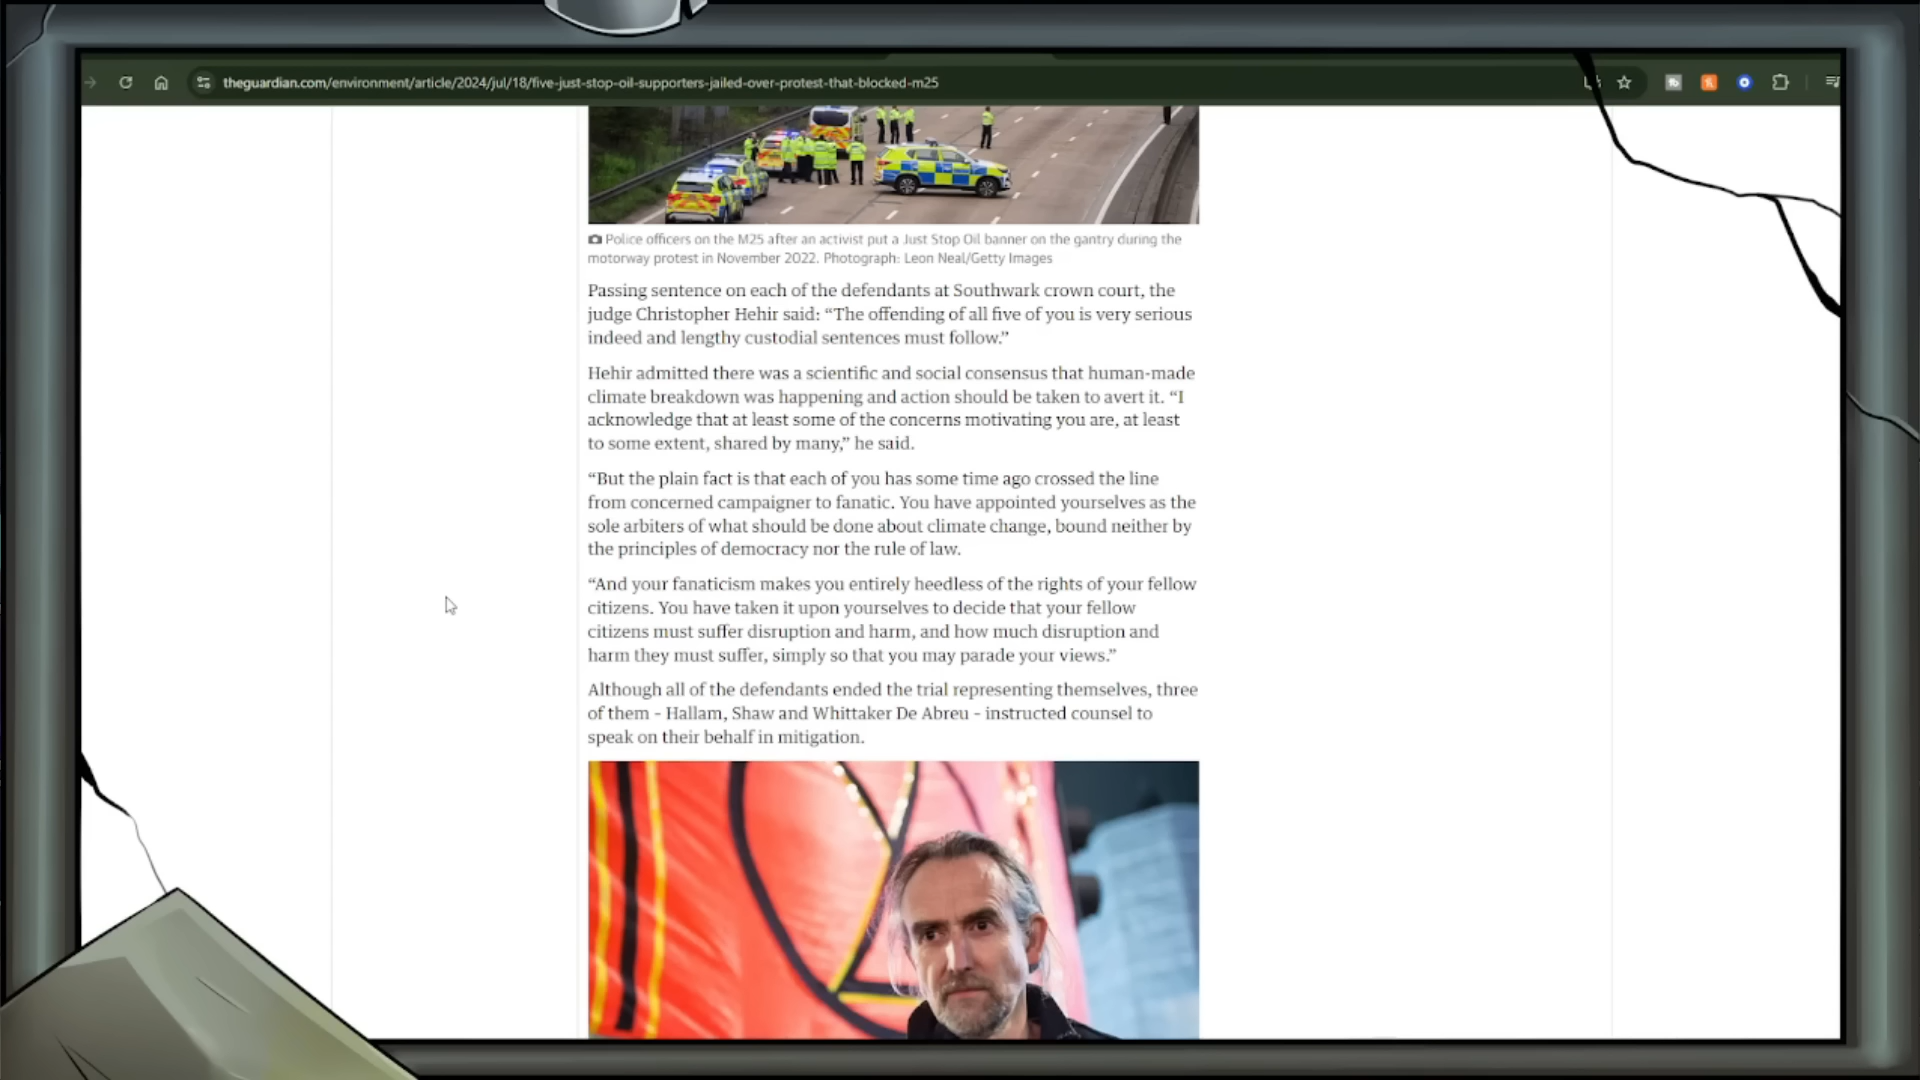 theguardian.com/environment/article/2024/jul/18/five-just-stop-oil-supporters-jailed-over-protest-that-blocked-m25
Police officers on the M25 after an activist put a Just Stop Oil banner on the gantry during the
motorway protest in November 2022. Photograph: Leon Neal/Getty Images
Passing sentence on each of the defendants at Southwark crown court, the
judge Christopher Hehir said: “The offending of all five of you is very serious
indeed and lengthy custodial sentences must follow.”
Hehir admitted there was a scientific and social consensus that human-made
climate breakdown was happening and action should be taken to avert it. “I
acknowledge that at least some of the concerns motivating you are, at least
to some extent, shared by many,” he said.
“But the plain fact is that each of you has some time ago crossed the line
from concerned campaigner to fanatic. You have appointed yourselves as the
sole arbiters of what should be done about climate change, bound neither by
the principles of democracy nor the rule of law.
“And your fanaticism makes you entirely heedless of the rights of your fellow
citizens. You have taken it upon yourselves to decide that your fellow
citizens must suffer disruption and harm, and how much disruption and
harm they must suffer, simply so that you may parade your views.”
Although all of the defendants ended the trial representing themselves, three
of them – Hallam, Shaw and Whittaker De Abreu – instructed counsel to
speak on their behalf in mitigation.